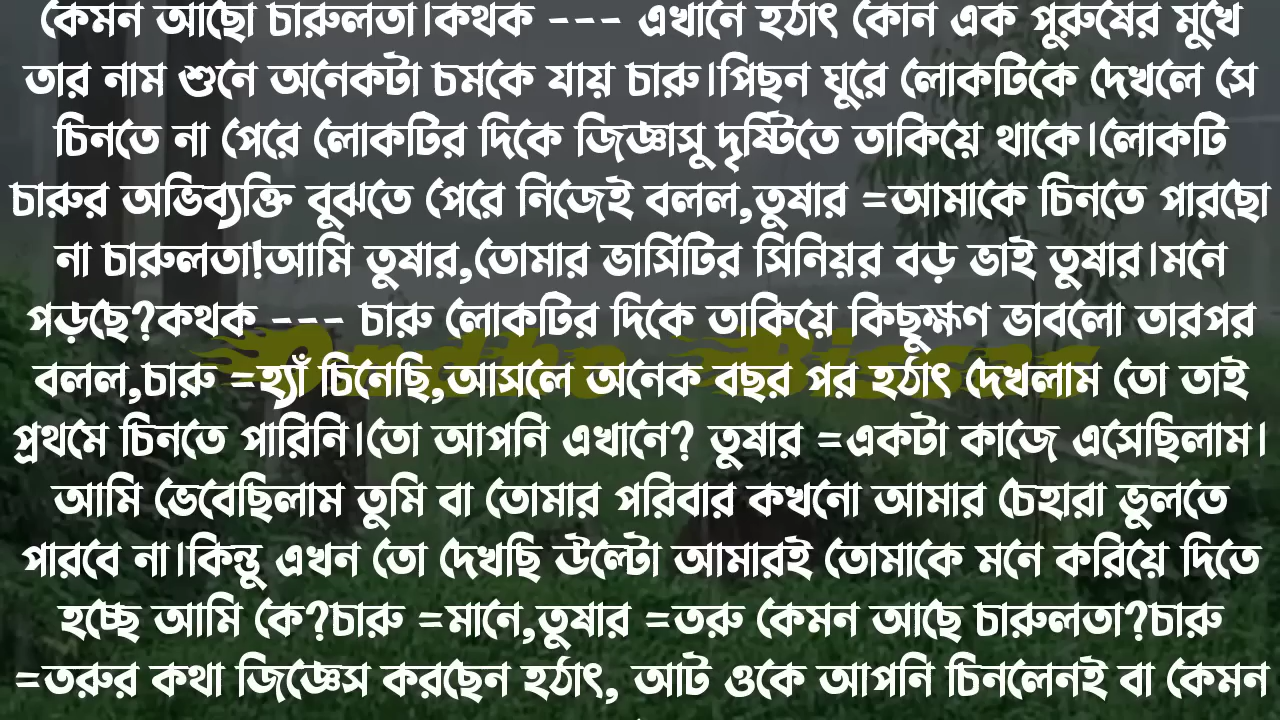 কেমন আছো চারুলতা।কথক --- এখানে হঠাৎ কোন এক পুরুষের মুখে
তার নাম শুনে অনেকটা চমকে যায় চারু।পিছন ঘুরে লোকটিকে দেখলে সে
চিনতে না পেরে লোকটির দিকে জিজ্ঞাসু দৃষ্টিতে তাকিয়ে থাকে।লোকটি
চারুর অভিব্যক্তি বুঝতে পেরে নিজেই বলল,তুষার =আমাকে চিনতে পারছো
না চারুলতা!আমি তুষার,তোমার ভার্সিটির সিনিয়র বড় ভাই তুষার।মনে
পড়ছে?কথক --- চারু লোকটির দিকে তাকিয়ে কিছুক্ষণ ভাবলো তারপর
বলল,চারু =হ্যাঁ চিনেছি,আসলে অনেক বছর পর হঠাৎ দেখলাম তো তাই
প্রথমে চিনতে পারিনি।তো আপনি এখানে? তুষার =একটা কাজে এসেছিলাম।
আমি ভেবেছিলাম তুমি বা তোমার পরিবার কখনো আমার চেহারা ভুলতে
পারবে না।কিন্তু এখন তো দেখছি উল্টো আমারই তোমাকে মনে করিয়ে দিতে
হচ্ছে আমি কে?চারু =মানে,তুষার =তরু কেমন আছে চারুলতা?চারু
=তরুর কথা জিজ্ঞেস করছেন হঠাৎ, আট ওকে আপনি চিনলেনই বা কেমন